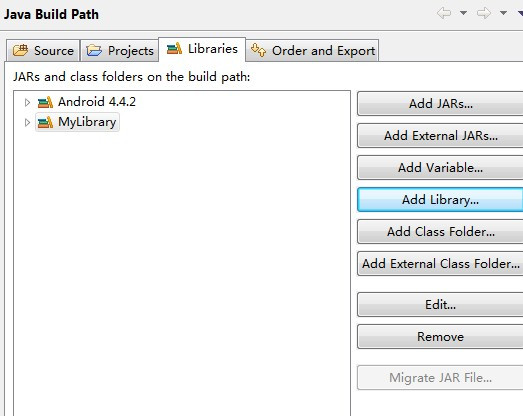 Java Build Path
Source Projects Libraries Order and Export
JARs and class folders on the build path:
Android 4.4.2
MyLibrary
Add JARs...
Add External JARs...
Add Variable...
Add Library...
Add Class Folder...
Add External Class Folder...
Edit...
Remove
Migrate JAR File...